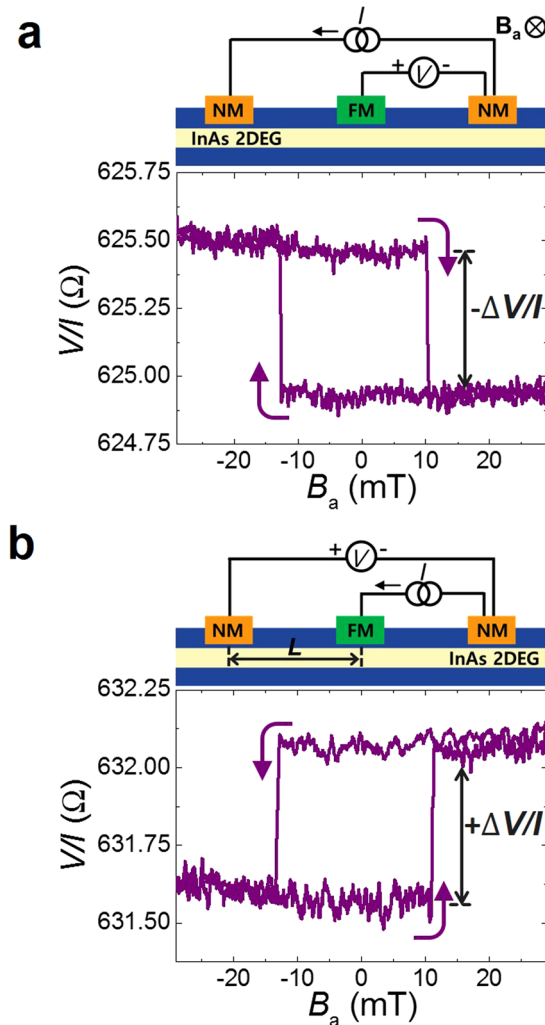 a
I
B_a ⊗
+ V -
NM
FM
NM
InAs 2DEG
625.75
625.50
625.25
625.00
624.75
V/I (Ω)
-ΔV/I
-20
-10
0
10
20
B_a (mT)
b
+ V -
I
NM
FM
NM
L
InAs 2DEG
632.25
632.00
631.75
631.50
V/I (Ω)
+ΔV/I
-20
-10
0
10
20
B_a (mT)